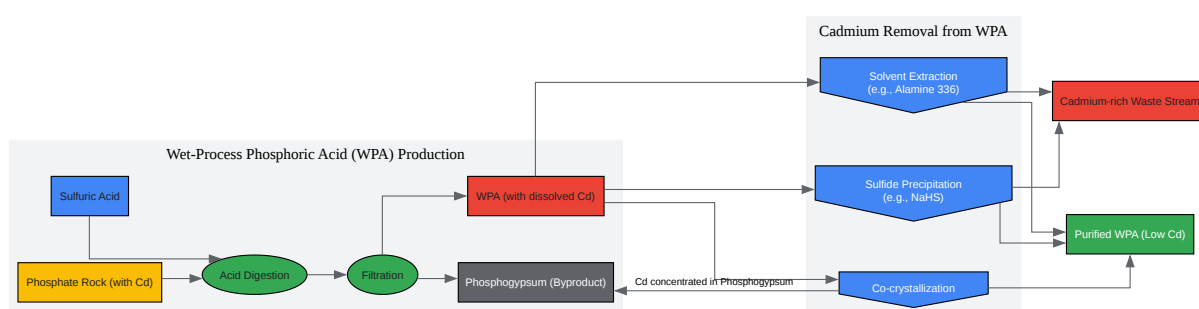 Cadmium Removal from WPA
Solvent Extraction
(e.g., Alamine 336)
Cadmium-rich Waste Stream
Wet-Process Phosphoric Acid (WPA) Production
Sulfuric Acid
WPA (with dissolved Cd)
Sulfide Precipitation
(e.g., NaHS)
Purified WPA (Low Cd)
Phosphate Rock (with Cd)
Acid Digestion
Filtration
Phosphogypsum (Byproduct)
Cd concentrated in Phosphogypsum
Co-crystallization